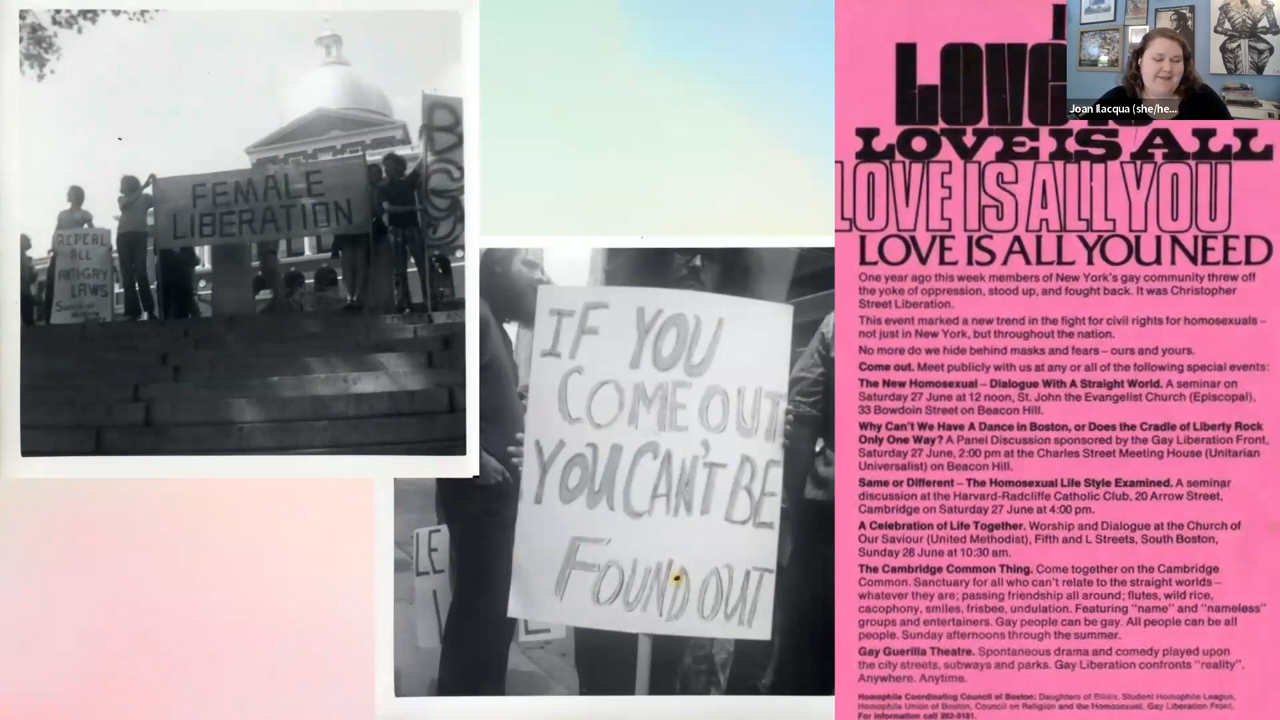 FEMALE
LIBERATION
REPEAL
ALL
ANTI-GAY
LAWS
IF YOU
COME OUT
YOU CAN'T BE
FOUND OUT
LE
Joan Ilacqua (she/he...
LOVE IS ALL
LOVE IS ALL YOU
LOVE IS ALL YOU NEED
One year ago this week members of New York's gay community threw off
the yoke of oppression, stood up, and fought back. It was Christopher
Street Liberation.
This event marked a new trend in the fight for civil rights for homosexuals –
not just in New York, but throughout the nation.
No more do we hide behind masks and fears – ours and yours.
Come out. Meet publicly with us at any or all of the following special events:
The New Homosexual – Dialogue With A Straight World. A seminar on
Saturday 27 June at 12 noon, St. John the Evangelist Church (Episcopal),
33 Bowdoin Street on Beacon Hill.
Why Can't We Have A Dance in Boston, or Does the Cradle of Liberty Rock
Only One Way? A Panel Discussion sponsored by the Gay Liberation Front,
Saturday 27 June, 2:00 pm at the Charles Street Meeting House (Unitarian
Universalist) on Beacon Hill.
Same or Different – The Homosexual Life Style Examined. A seminar
discussion at the Harvard-Radcliffe Catholic Club, 20 Arrow Street,
Cambridge on Saturday 27 June at 4:00 pm.
A Celebration of Life Together. Worship and Dialogue at the Church of
Our Saviour (United Methodist), Fifth and L Streets, South Boston,
Sunday 28 June at 10:30 am.
The Cambridge Common Thing. Come together on the Cambridge
Common. Sanctuary for all who can't relate to the straight worlds –
whatever they are; passing friendship all around; flutes, wild rice,
cacophony, smiles, frisbee, undulation. Featuring "name" and "nameless"
groups and entertainers. Gay people can be gay. All people can be all
people. Sunday afternoons through the summer.
Gay Guerilla Theatre. Spontaneous drama and comedy played upon
the city streets, subways and parks. Gay Liberation confronts "reality".
Anywhere. Anytime.
Homophile Coordinating Council of Boston: Daughters of Bilitis, Student Homophile League,
Homophile Union of Boston, Council on Religion and the Homosexual, Gay Liberation Front.
For information call